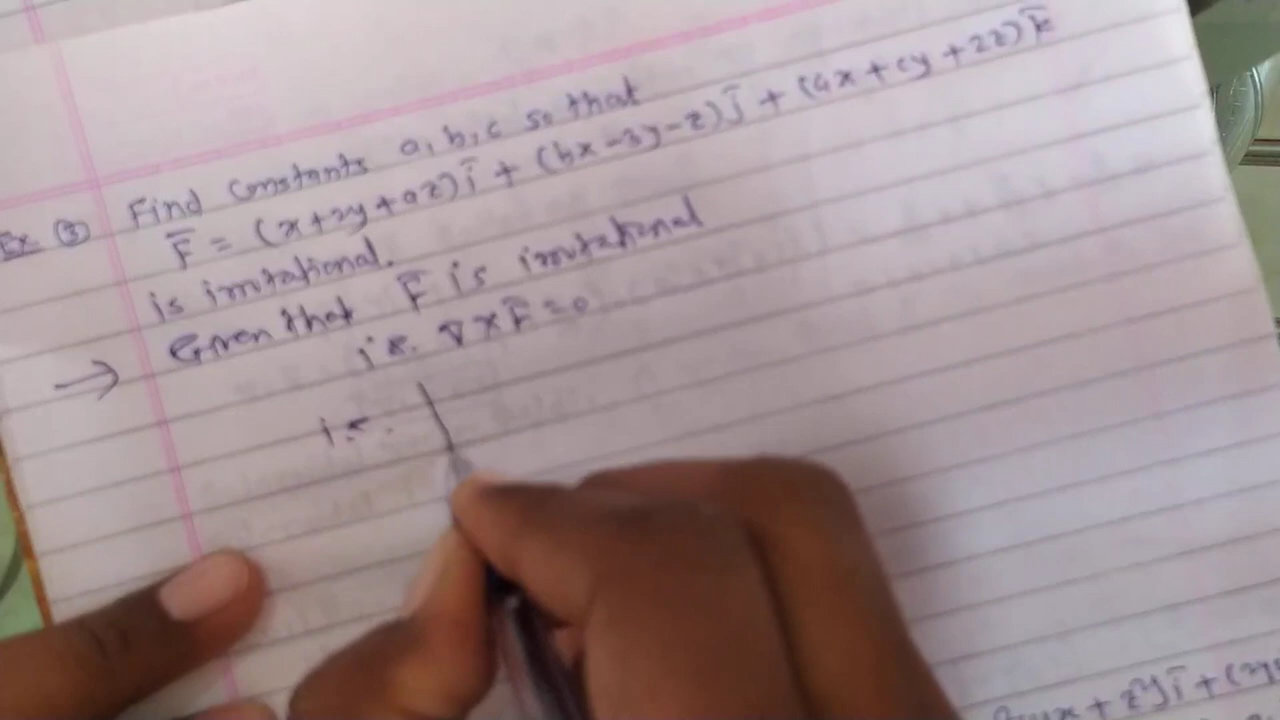 Ex. ③ Find Constants a, b, c so that
F̄ = (x+2y+az) ī + (bx-3y-z) j̄ + (4x+cy+2z) k̄
is irrotational.
→ Given that F̄ is irrotational
i.e. ∇×F̄ = 0
i.e.
+ z²y) ī + (